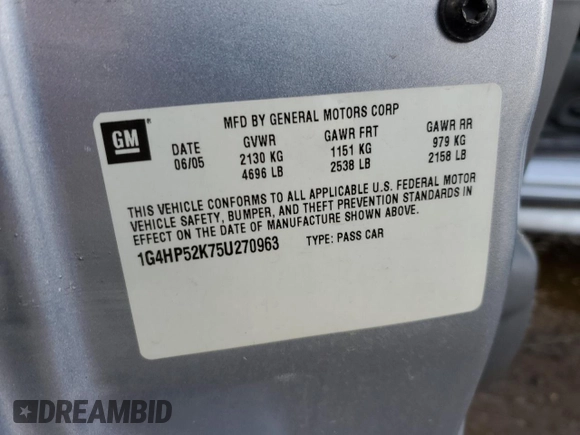 MFD BY GENERAL MOTORS CORP
GM
DATE GVWR GAWR FRT GAWR RR
06/05 2130 KG 1151 KG 979 KG
4696 LB 2538 LB 2158 LB
THIS VEHICLE CONFORMS TO ALL APPLICABLE U.S. FEDERAL MOTOR
VEHICLE SAFETY, BUMPER, AND THEFT PREVENTION STANDARDS IN
EFFECT ON THE DATE OF MANUFACTURE SHOWN ABOVE.
1G4HP52K75U270963 TYPE: PASS CAR
DREAMBID